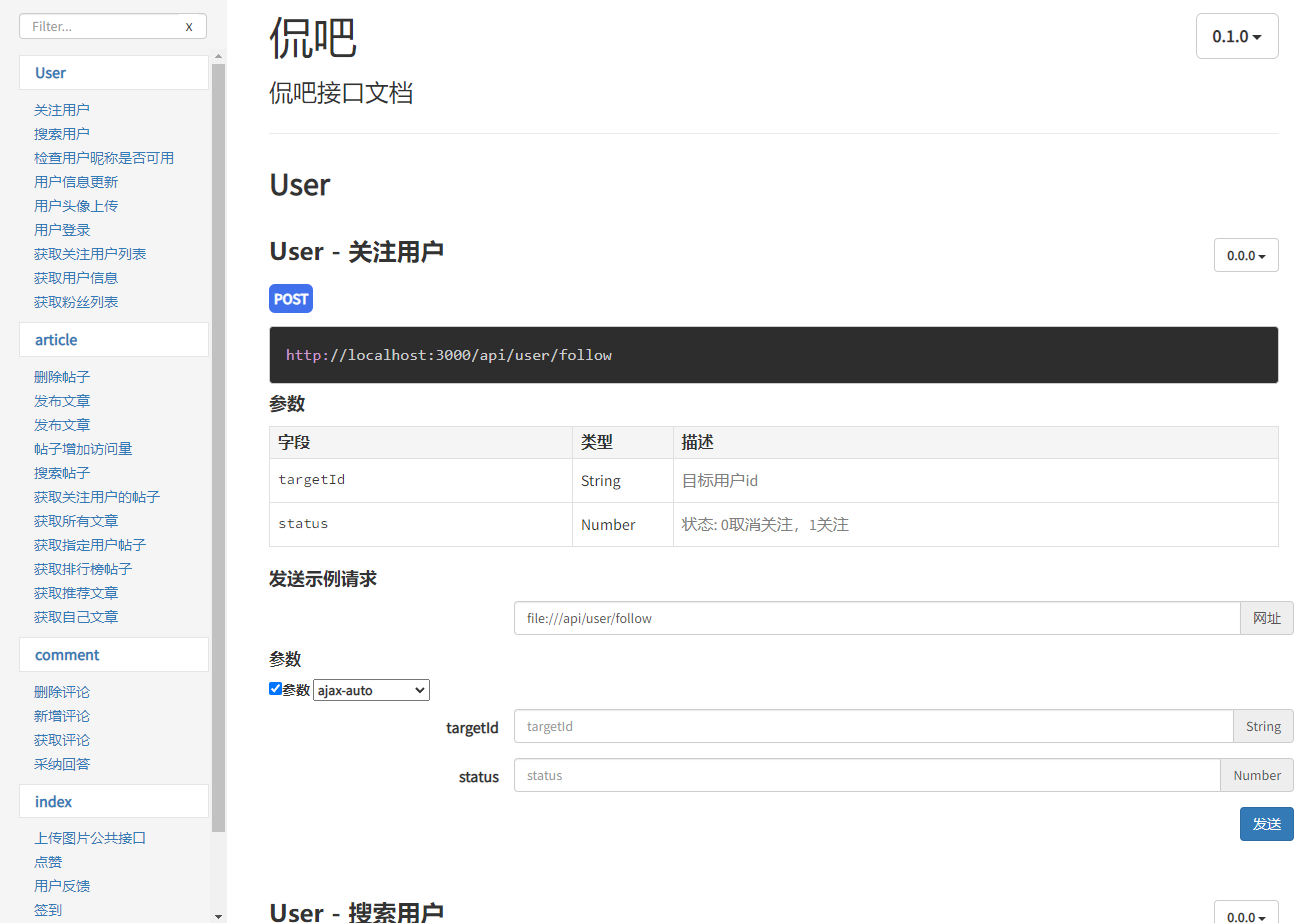 Filter...
x
User
关注用户
搜索用户
检查用户昵称是否可用
用户信息更新
用户头像上传
用户登录
获取关注用户列表
获取用户信息
获取粉丝列表
article
删除帖子
发布文章
发布文章
帖子增加访问量
搜索帖子
获取关注用户的帖子
获取所有文章
获取指定用户帖子
获取排行榜帖子
获取推荐文章
获取自己文章
comment
删除评论
新增评论
获取评论
采纳回答
index
上传图片公共接口
点赞
用户反馈
签到
侃吧
0.1.0
侃吧接口文档
User
User - 关注用户
0.0.0
POST
http://localhost:3000/api/user/follow
参数
字段 类型 描述
targetId String 目标用户id
status Number 状态: 0取消关注，1关注
发送示例请求
file:///api/user/follow 网址
参数
参数 ajax-auto
targetId targetId String
status status Number
发送
User - 搜索用户
0.0.0